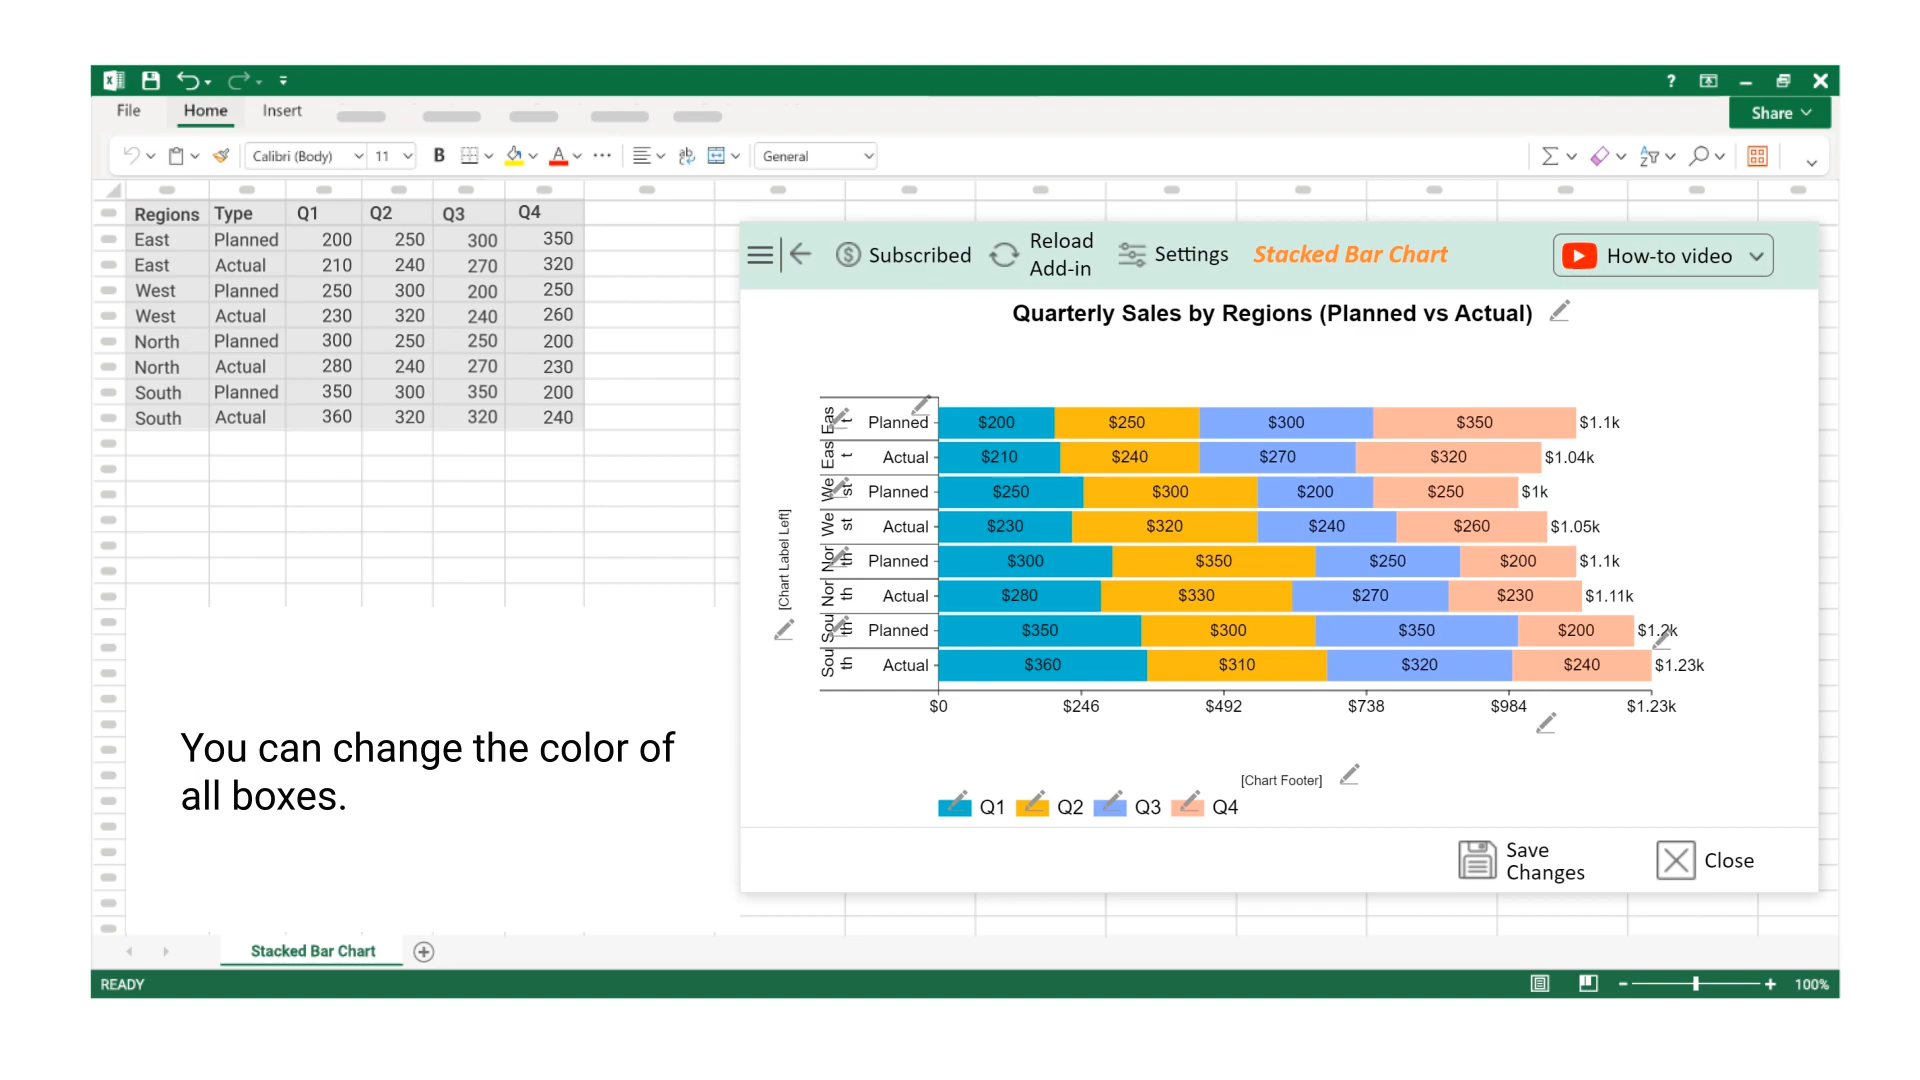 File Home Insert
Share
Calibri (Body) 11 B A General
Regions Type Q1 Q2 Q3 Q4
East Planned 200 250 300 350
East Actual 210 240 270 320
West Planned 250 300 200 250
West Actual 230 320 240 260
North Planned 300 250 250 200
North Actual 280 240 270 230
South Planned 350 300 350 200
South Actual 360 320 320 240
You can change the color of
all boxes.
Subscribed
Reload
Add-in
Settings
Stacked Bar Chart
How-to video
Quarterly Sales by Regions (Planned vs Actual)
[Chart Label Left]
East Planned $200 $250 $300 $350 $1.1k
East Actual $210 $240 $270 $320 $1.04k
West Planned $250 $300 $200 $250 $1k
West Actual $230 $320 $240 $260 $1.05k
North Planned $300 $350 $250 $200 $1.1k
North Actual $280 $330 $270 $230 $1.11k
South Planned $350 $300 $350 $200 $1.2k
South Actual $360 $310 $320 $240 $1.23k
$0 $246 $492 $738 $984 $1.23k
[Chart Footer]
Q1 Q2 Q3 Q4
Save
Changes
Close
Stacked Bar Chart
READY
100%